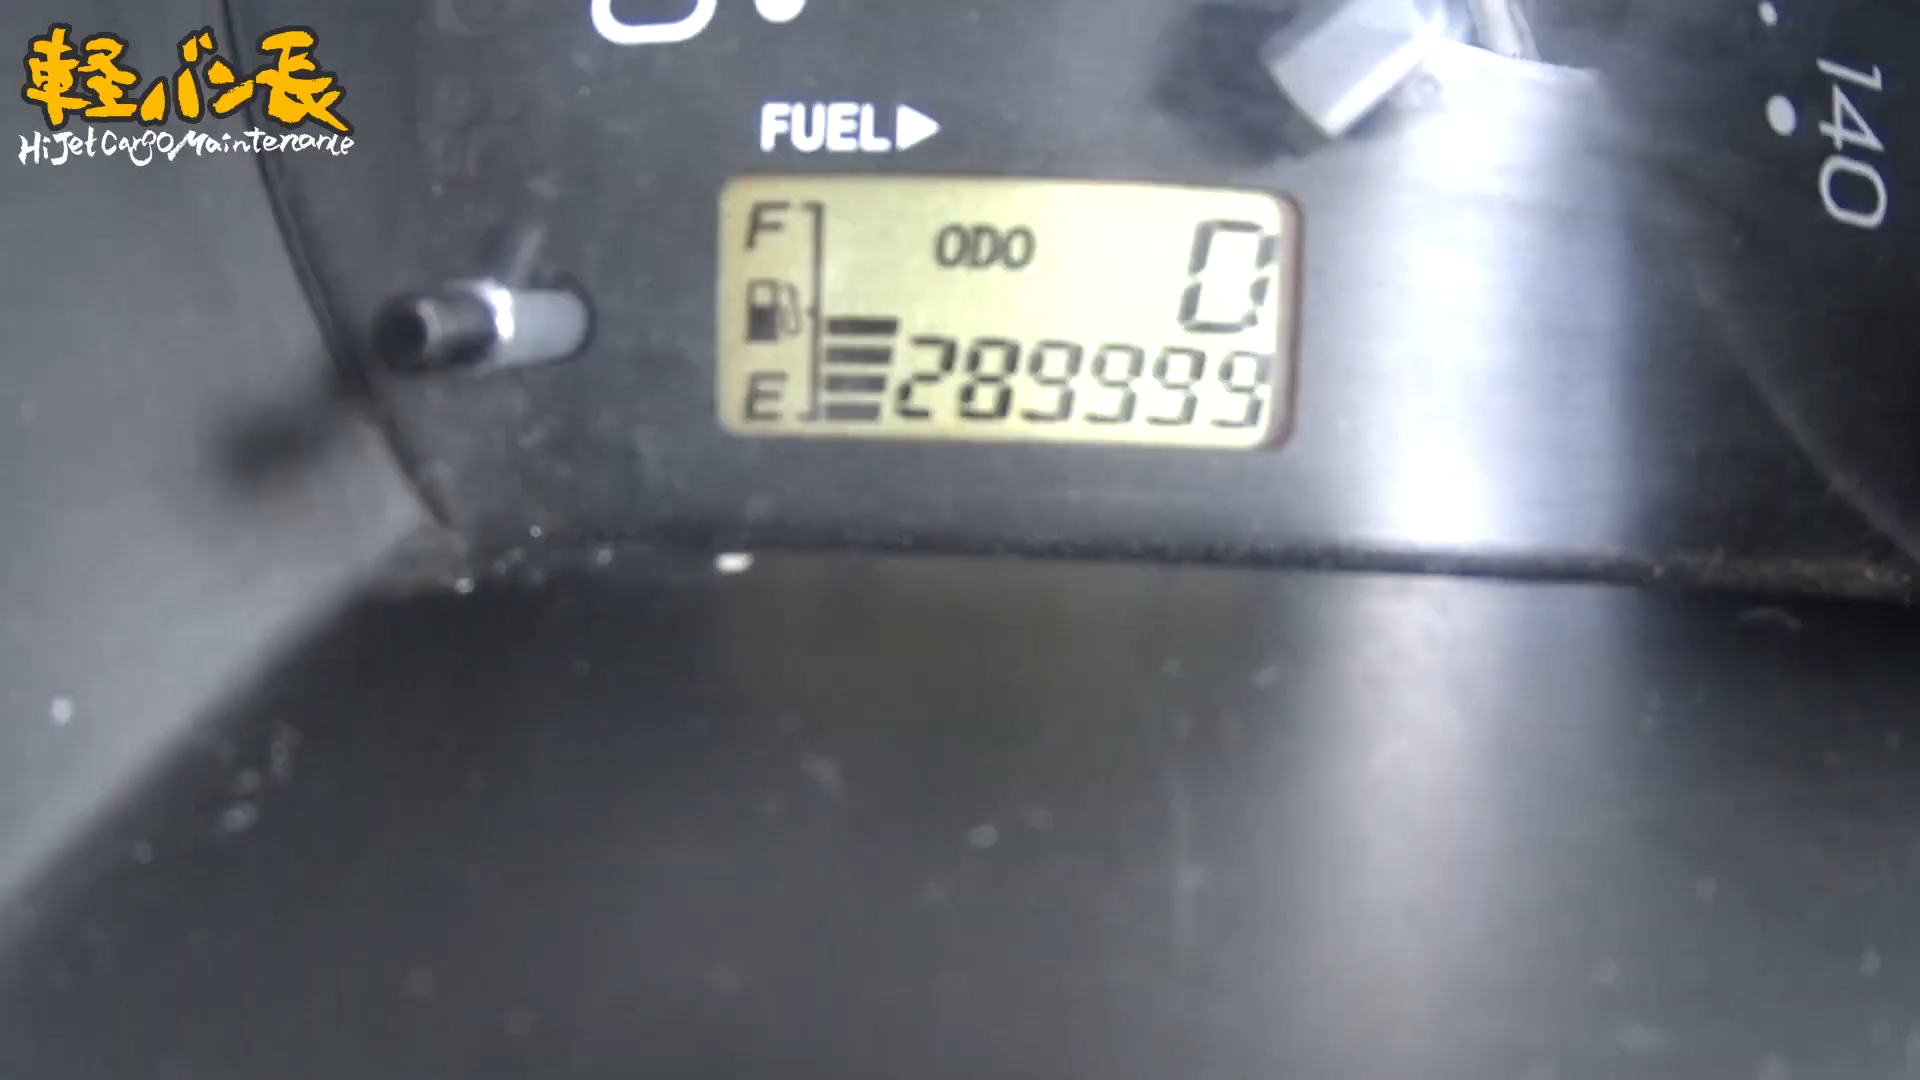 軽バン長
HiJet Cargo Maintenance
FUEL▶
140
F
ODO 0
E 289999